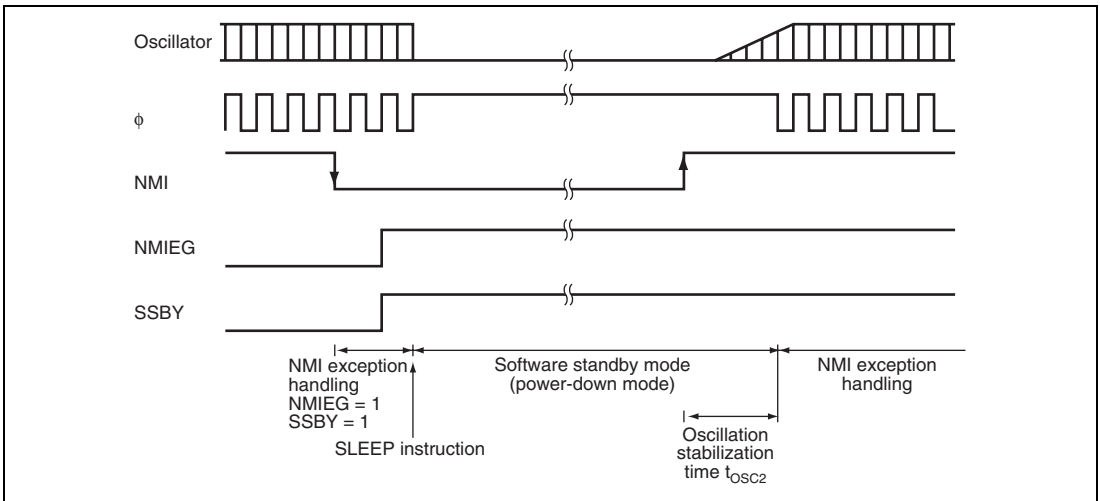 Oscillator
φ
NMI
NMIEG
SSBY
NMI exception
handling
NMIEG = 1
SSBY = 1
SLEEP instruction
Software standby mode
(power-down mode)
Oscillation
stabilization
time tOSC2
NMI exception
handling